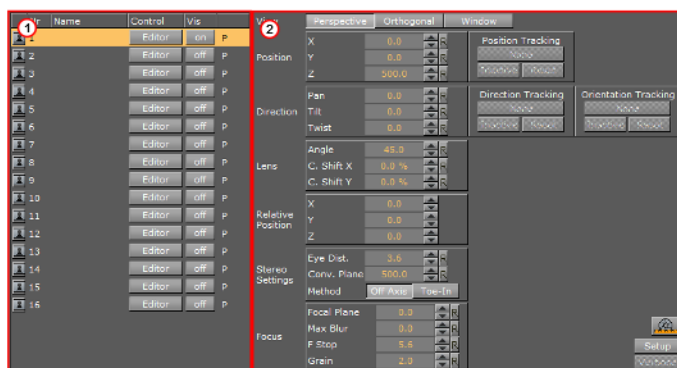 Nr Name Control Vis
1
1 Editor on P
2 Editor off P
3 Editor off P
4 Editor off P
5 Editor off P
6 Editor off P
7 Editor off P
8 Editor off P
9 Editor off P
10 Editor off P
11 Editor off P
12 Editor off P
13 Editor off P
14 Editor off P
15 Editor off P
16 Editor off P
View Perspective Orthogonal Window
2
Position
X 0.0 R
Y 0.0 R
Z 500.0 R
Position Tracking
None
Direction
Pan 0.0 R
Tilt 0.0 R
Twist 0.0 R
Direction Tracking
None
Orientation Tracking
None
Lens
Angle 45.0 R
C. Shift X 0.0 % R
C. Shift Y 0.0 % R
Relative
Position
X 0.0
Y 0.0
Z 0.0
Stereo
Settings
Eye Dist. 3.6 R
Conv. Plane 500.0 R
Method Off Axis Toe-In
Focus
Focal Plane 0.0 R
Max Blur 0.0 R
F Stop 5.6 R
Grain 2.0 R
Setup